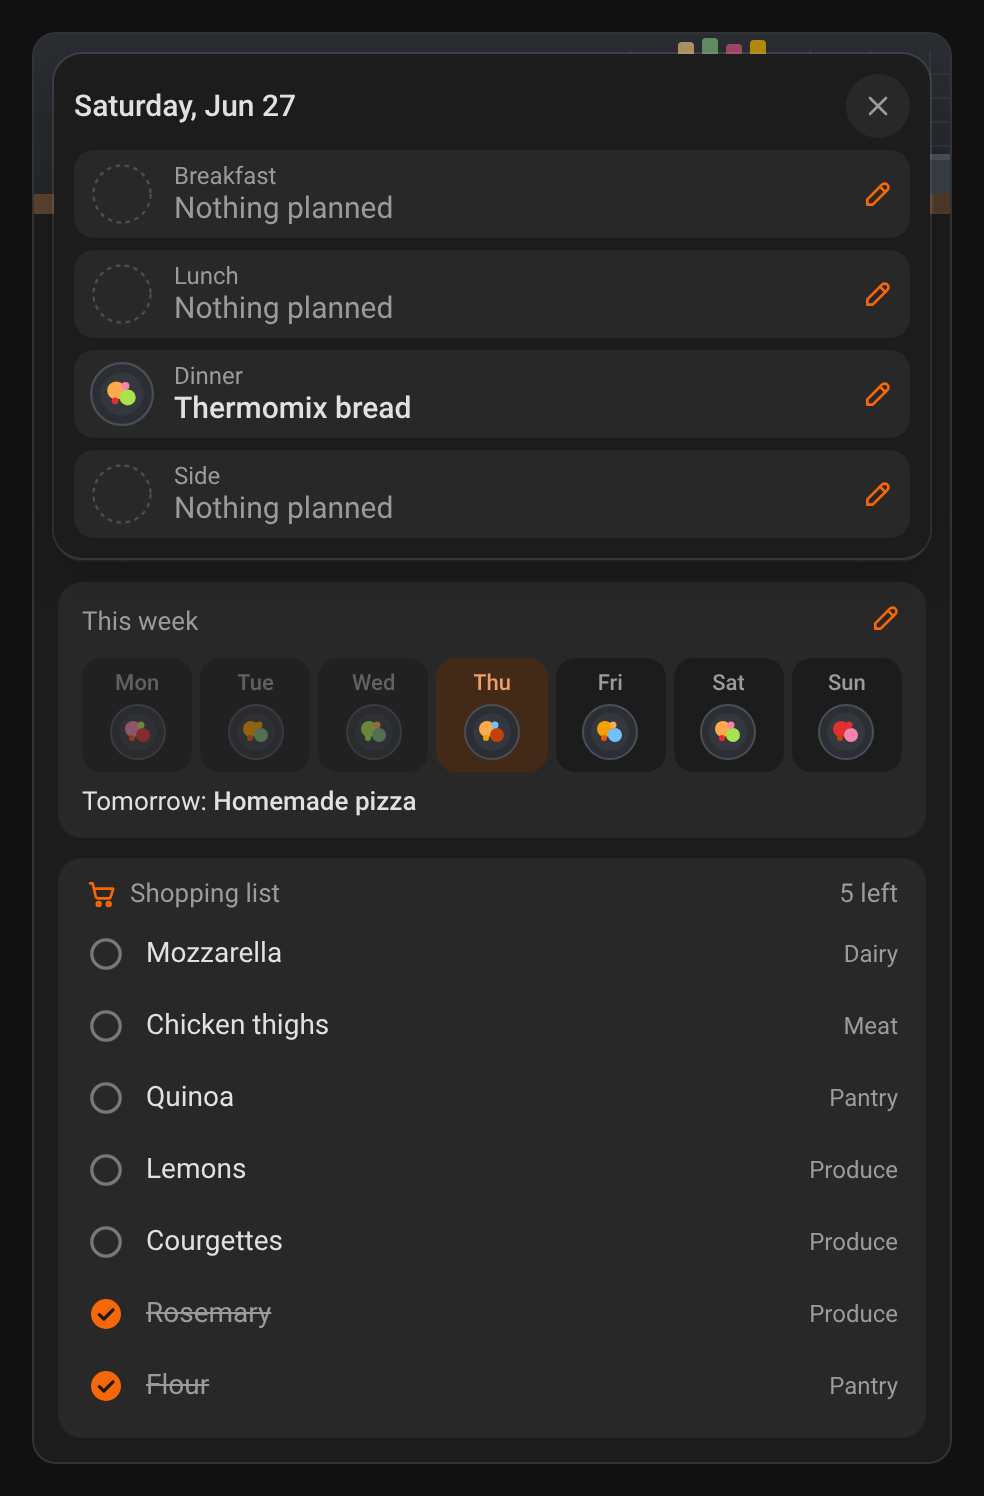 Saturday, Jun 27
Breakfast
Nothing planned
Lunch
Nothing planned
Dinner
Thermomix bread
Side
Nothing planned
This week
Mon Tue Wed Thu Fri Sat Sun
Tomorrow: Homemade pizza
Shopping list 5 left
Mozzarella Dairy
Chicken thighs Meat
Quinoa Pantry
Lemons Produce
Courgettes Produce
Rosemary Produce
Flour Pantry